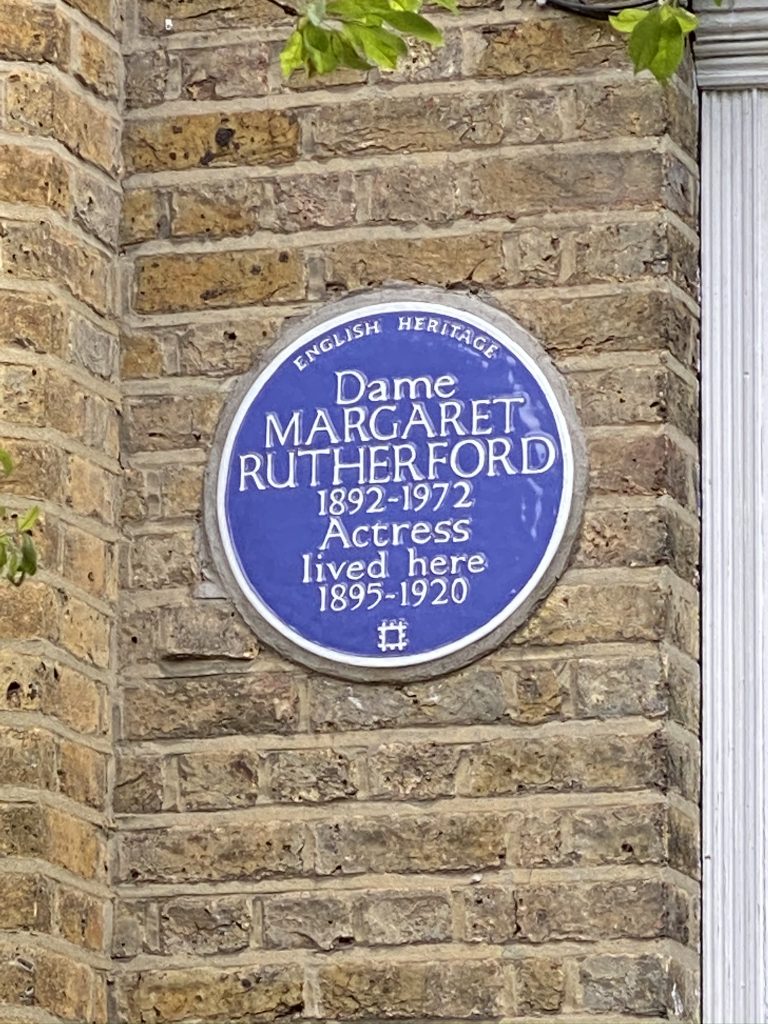 ENGLISH HERITAGE
Dame
MARGARET
RUTHERFORD
1892-1972
Actress
lived here
1895-1920